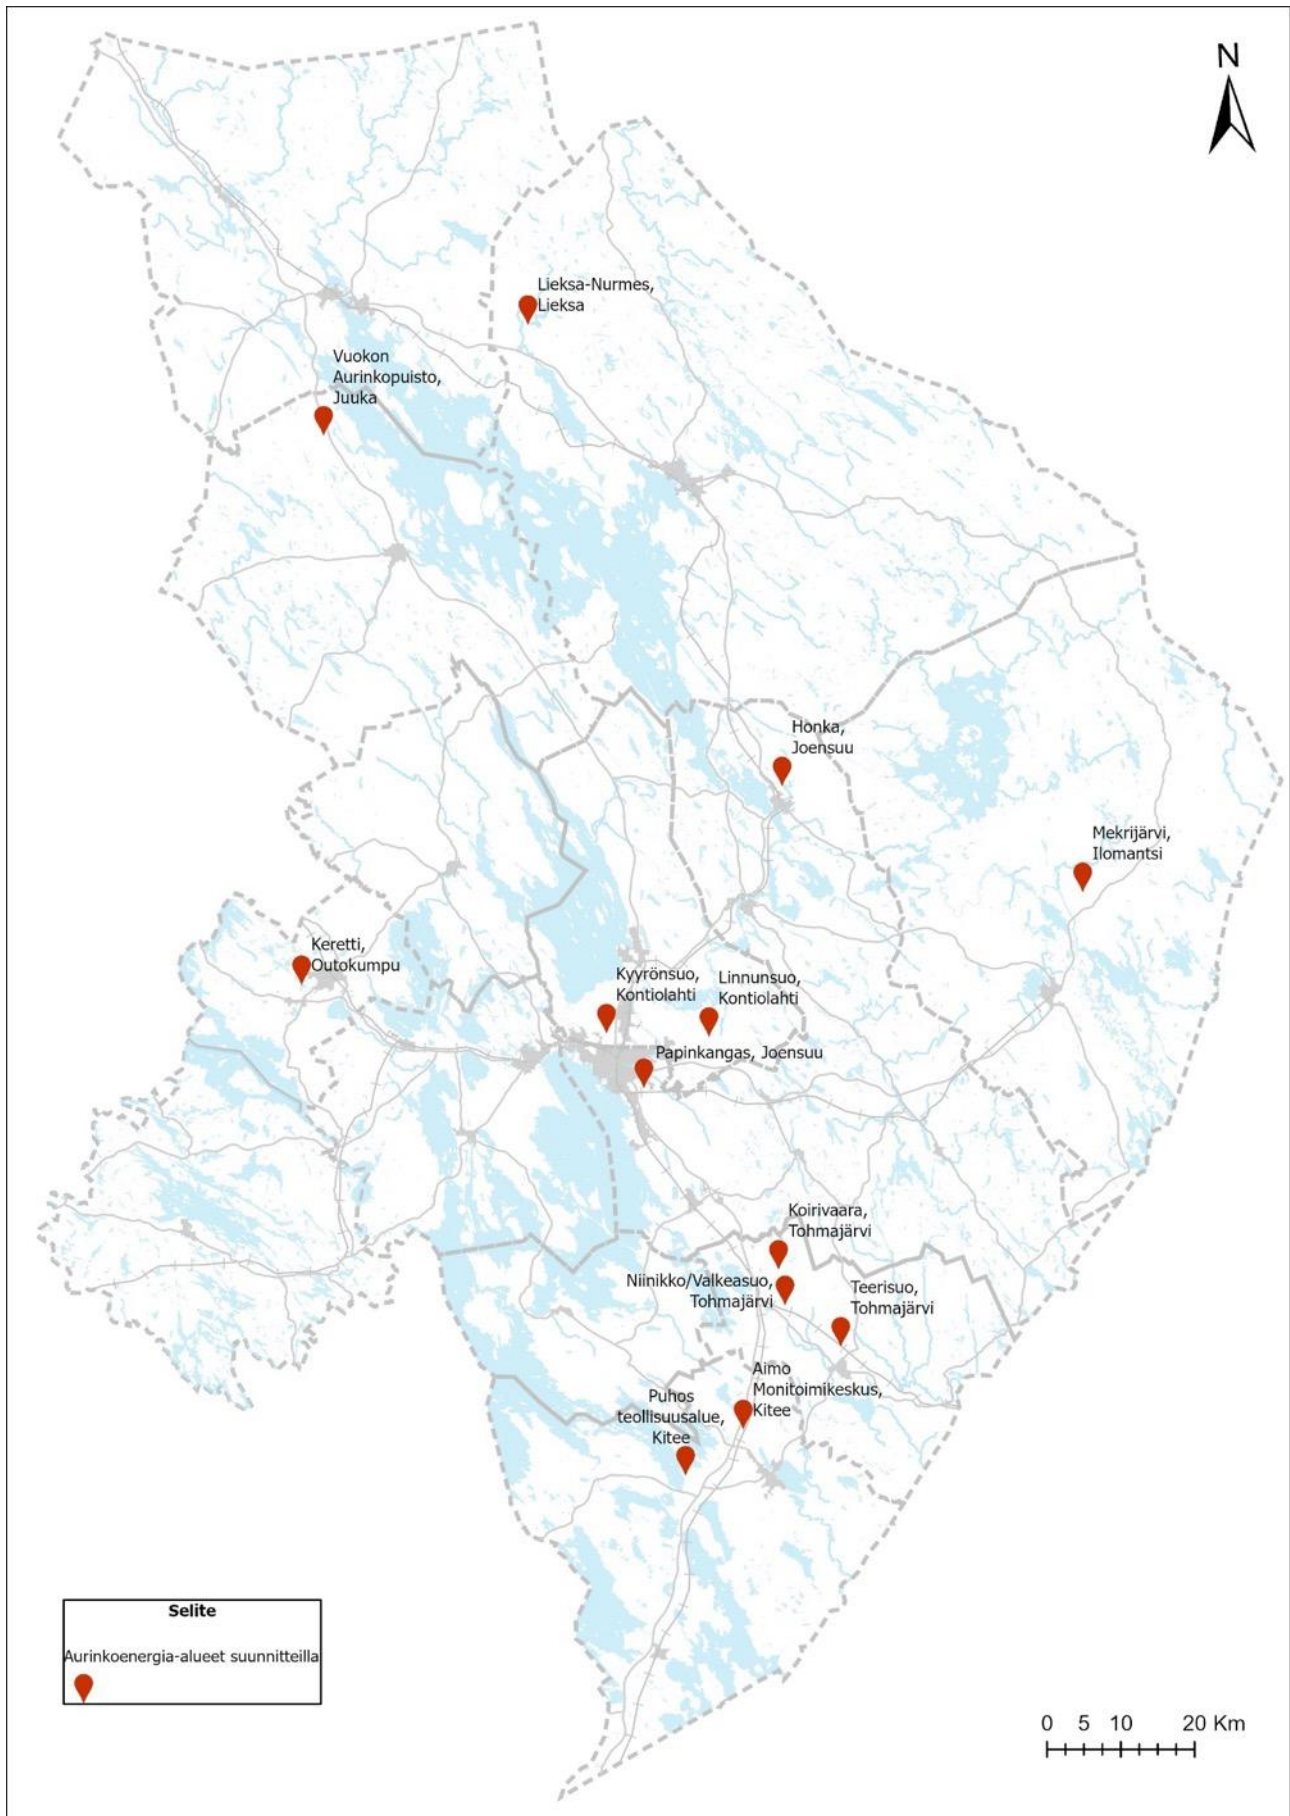 N
Lieksa-Nurmes,
Lieksa
Vuokon
Aurinkopuisto,
Juuka
Honka,
Joensuu
Mekrijärvi,
Ilomantsi
Keretti,
Outokumpu
Kyyrönsuo,
Kontiolahti
Linnunsuo,
Kontiolahti
Papinkangas, Joensuu
Koirivaara,
Tohmajärvi
Niinikko/Valkeasuo,
Tohmajärvi
Teerisuo,
Tohmajärvi
Aimo
Monitoimikeskus,
Kitee
Puhos
teollisuusalue,
Kitee
Selite
Aurinkoenergia-alueet suunnitteilla
0 5 10 20 Km